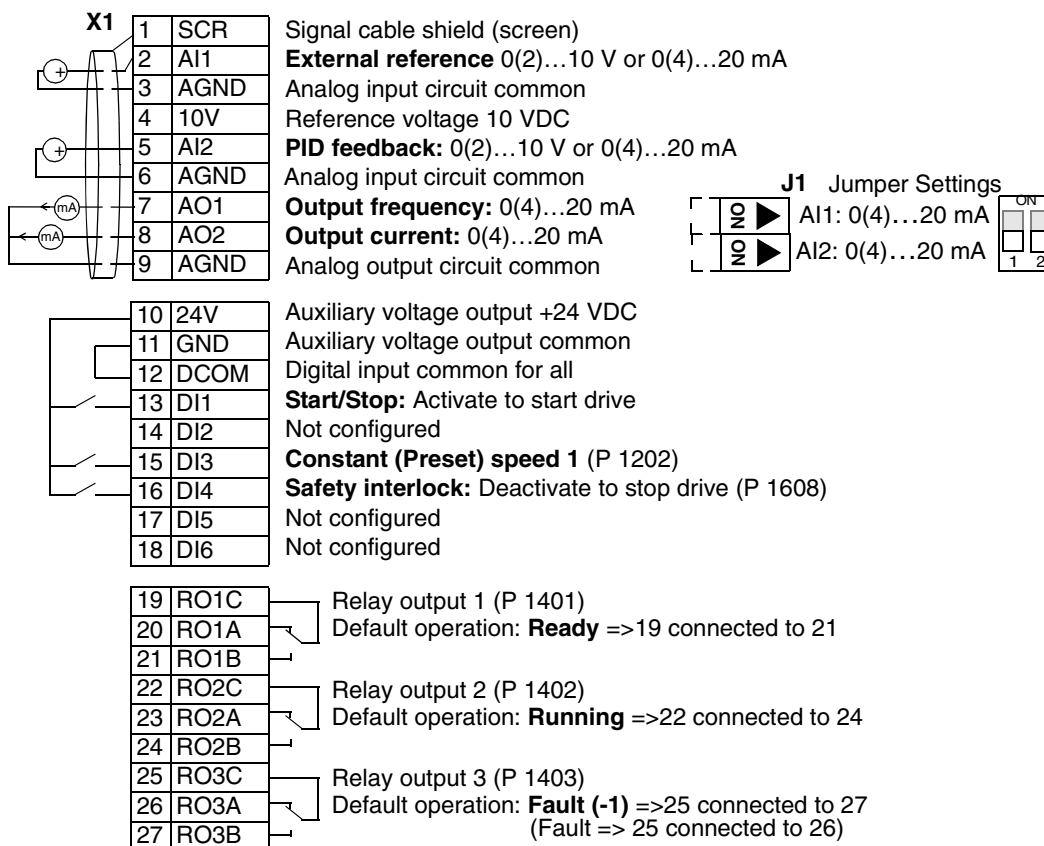 X1
1 SCR Signal cable shield (screen)
2 AI1 External reference 0(2)…10 V or 0(4)…20 mA
3 AGND Analog input circuit common
4 10V Reference voltage 10 VDC
5 AI2 PID feedback: 0(2)…10 V or 0(4)…20 mA
6 AGND Analog input circuit common
7 AO1 Output frequency: 0(4)…20 mA
8 AO2 Output current: 0(4)…20 mA
9 AGND Analog output circuit common
+
+
mA
mA
J1 Jumper Settings
ON AI1: 0(4)…20 mA
ON AI2: 0(4)…20 mA
ON
1 2
10 24V Auxiliary voltage output +24 VDC
11 GND Auxiliary voltage output common
12 DCOM Digital input common for all
13 DI1 Start/Stop: Activate to start drive
14 DI2 Not configured
15 DI3 Constant (Preset) speed 1 (P 1202)
16 DI4 Safety interlock: Deactivate to stop drive (P 1608)
17 DI5 Not configured
18 DI6 Not configured
19 RO1C Relay output 1 (P 1401)
20 RO1A Default operation: Ready =>19 connected to 21
21 RO1B
22 RO2C Relay output 2 (P 1402)
23 RO2A Default operation: Running =>22 connected to 24
24 RO2B
25 RO3C Relay output 3 (P 1403)
26 RO3A Default operation: Fault (-1) =>25 connected to 27
27 RO3B (Fault => 25 connected to 26)